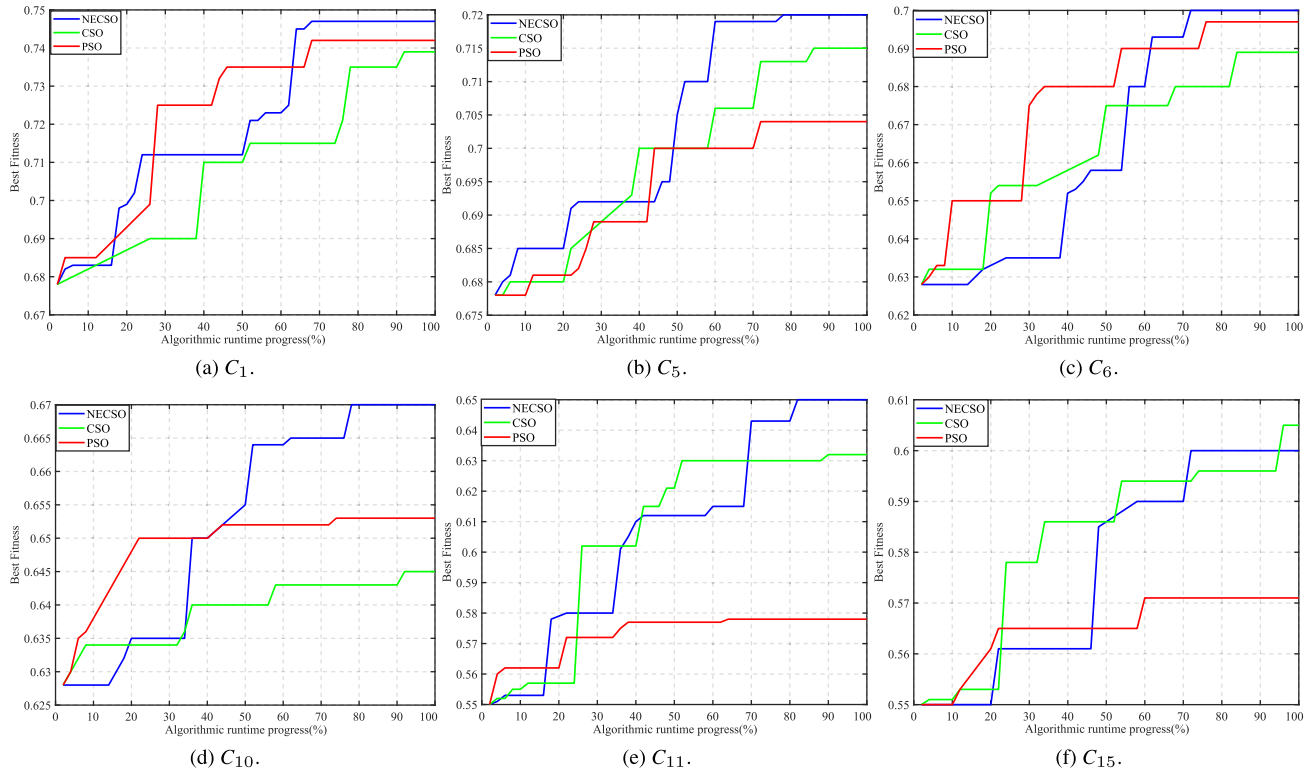 0.75
0.74
0.73
0.72
0.71
0.7
0.69
0.68
0.67
Best Fitness
NECSO
CSO
PSO
0 10 20 30 40 50 60 70 80 90 100
Algorithmic runtime progress(%)
(a) C1.
0.72
0.715
0.71
0.705
0.7
0.69
0.685
0.68
0.675
Best Fitness
NECSO
CSO
PSO
0 10 20 30 40 50 60 70 80 90 100
Algorithmic runtime progress(%)
(b) C5.
0.7
0.69
0.68
0.67
0.66
0.65
0.64
0.63
0.62
Best Fitness
NECSO
CSO
PSO
0 10 20 30 40 50 60 70 80 90 100
Algorithmic runtime progress(%)
(c) C6.
0.67
0.665
0.66
0.655
0.65
0.64
0.635
0.63
0.625
Best Fitness
NECSO
CSO
PSO
0 10 20 30 40 50 60 70 80 90 100
Algorithmic runtime progress(%)
(d) C10.
0.65
0.64
0.63
0.62
0.61
0.6
0.58
0.57
0.56
0.55
Best Fitness
NECSO
CSO
PSO
0 10 20 30 40 50 60 70 80 90 100
Algorithmic runtime progress(%)
(e) C11.
0.61
0.6
0.59
0.58
0.57
0.56
0.55
Best Fitness
NECSO
CSO
PSO
0 10 20 30 40 50 60 70 80 90 100
Algorithmic runtime progress(%)
(f) C15.